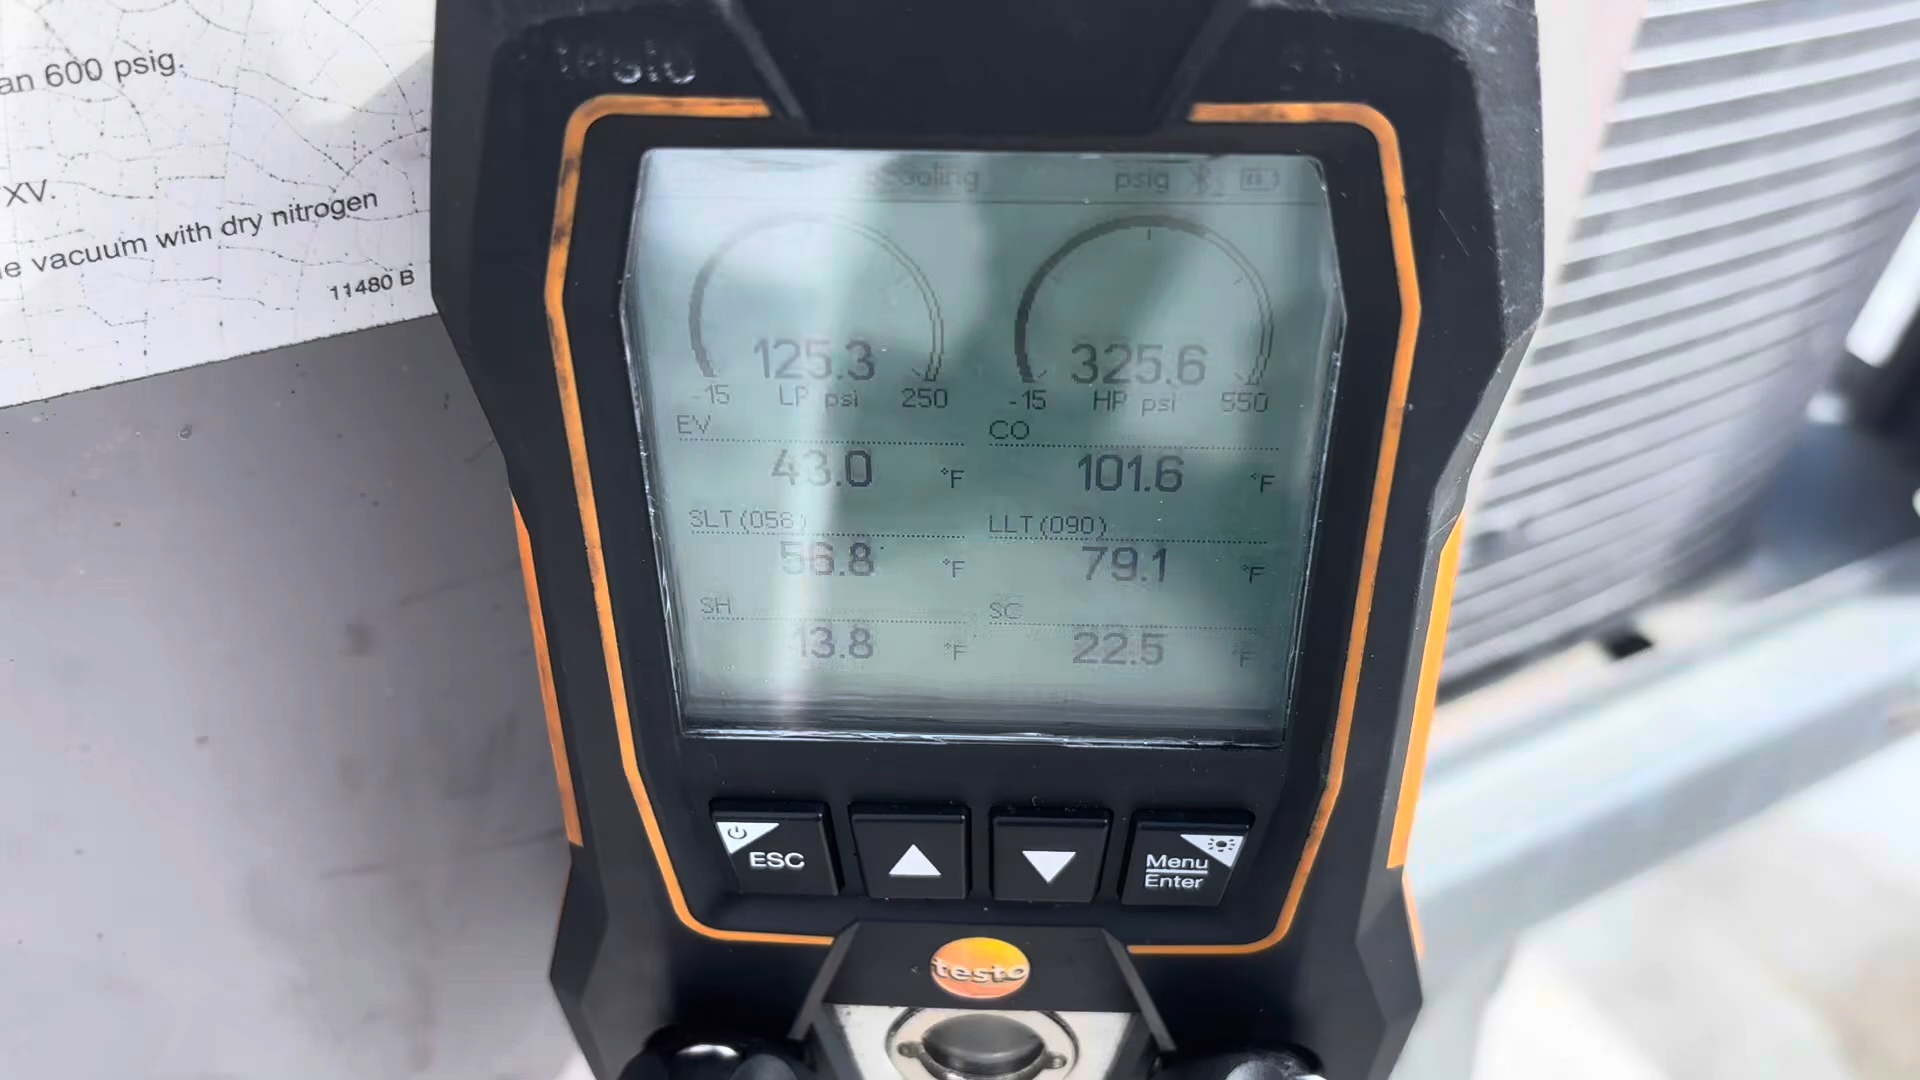 an 600 psig.
XV.
e vacuum with dry nitrogen
11480 B
testo
Cooling psig
125.3 325.6
-15 LP psi 250 -15 HP psi 550
EV CO
43.0 °F 101.6 °F
SLT(058) LLT(090)
56.8 °F 79.1 °F
SH SC
13.8 °F 22.5 °F
ESC
Menu
Enter
testo